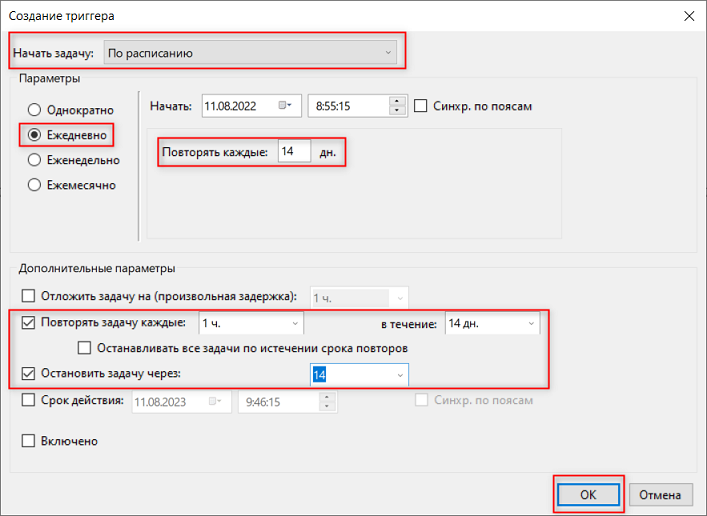 Создание триггера
Начать задачу: По расписанию
Параметры
Однократно
Ежедневно
Еженедельно
Ежемесячно
Начать: 11.08.2022 8:55:15 Синхр. по поясам
Повторять каждые: 14 дн.
Дополнительные параметры
Отложить задачу на (произвольная задержка): 1 ч.
Повторять задачу каждые: 1 ч. в течение: 14 дн.
Останавливать все задачи по истечении срока повторов
Остановить задачу через: 14
Срок действия: 11.08.2023 9:46:15 Синхр. по поясам
Включено
ОК Отмена